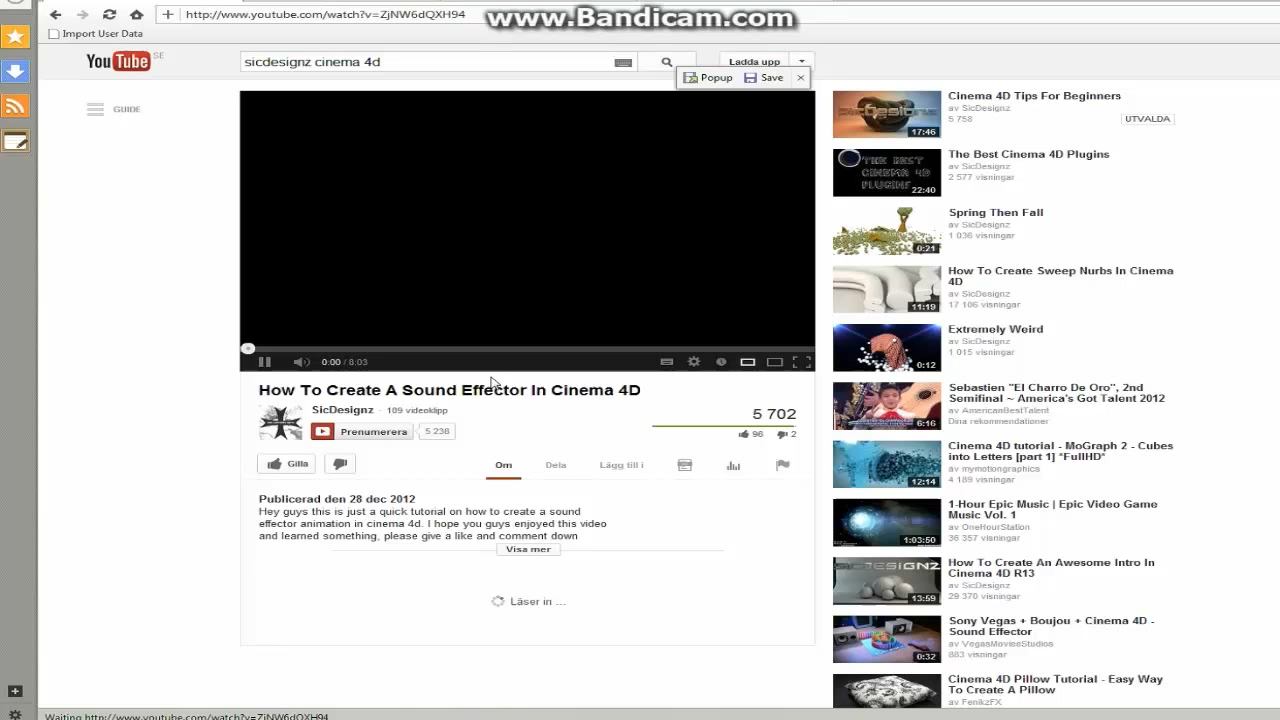 http://www.youtube.com/watch?v=ZjNW6dQXH94
www.Bandicam.com
Import User Data
YouTube SE
sicdesignz cinema 4d
Ladda upp
Popup
Save
GUIDE
0:00 / 8:03
How To Create A Sound Effector In Cinema 4D
SicDesignz · 109 videoklipp
Prenumerera 5 238
5 702
96 2
Gilla
Om
Dela
Lägg till i
Publicerad den 28 dec 2012
Hey guys this is just a quick tutorial on how to create a sound
effector animation in cinema 4d. I hope you guys enjoyed this video
and learned something, please give a like and comment down
Visa mer
Läser in ...
Cinema 4D Tips For Beginners
av SicDesignz
5 758
UTVALDA
17:46
The Best Cinema 4D Plugins
av SicDesignz
2 577 visningar
THE BEST
CINEMA 4D
PLUGINS
22:40
Spring Then Fall
av SicDesignz
1 036 visningar
0:21
How To Create Sweep Nurbs In Cinema
4D
av SicDesignz
17 106 visningar
11:19
Extremely Weird
av SicDesignz
1 015 visningar
0:12
Sebastien "El Charro De Oro", 2nd
Semifinal ~ America's Got Talent 2012
av AmericanBestTalent
Dina rekommendationer
6:16
Cinema 4D tutorial - MoGraph 2 - Cubes
into Letters [part 1] *FullHD*
av mymotiongraphics
4 189 visningar
12:14
1-Hour Epic Music | Epic Video Game
Music Vol. 1
av OneHourStation
36 357 visningar
1:03:50
How To Create An Awesome Intro In
Cinema 4D R13
av SicDesignz
29 370 visningar
SICDESIGNZ
13:59
Sony Vegas + Boujou + Cinema 4D -
Sound Effector
av VegasMovieStudios
883 visningar
0:32
Cinema 4D Pillow Tutorial - Easy Way
To Create A Pillow
av FenikzFX
Waiting http://www.youtube.com/watch?v=ZjNW6dQXH94